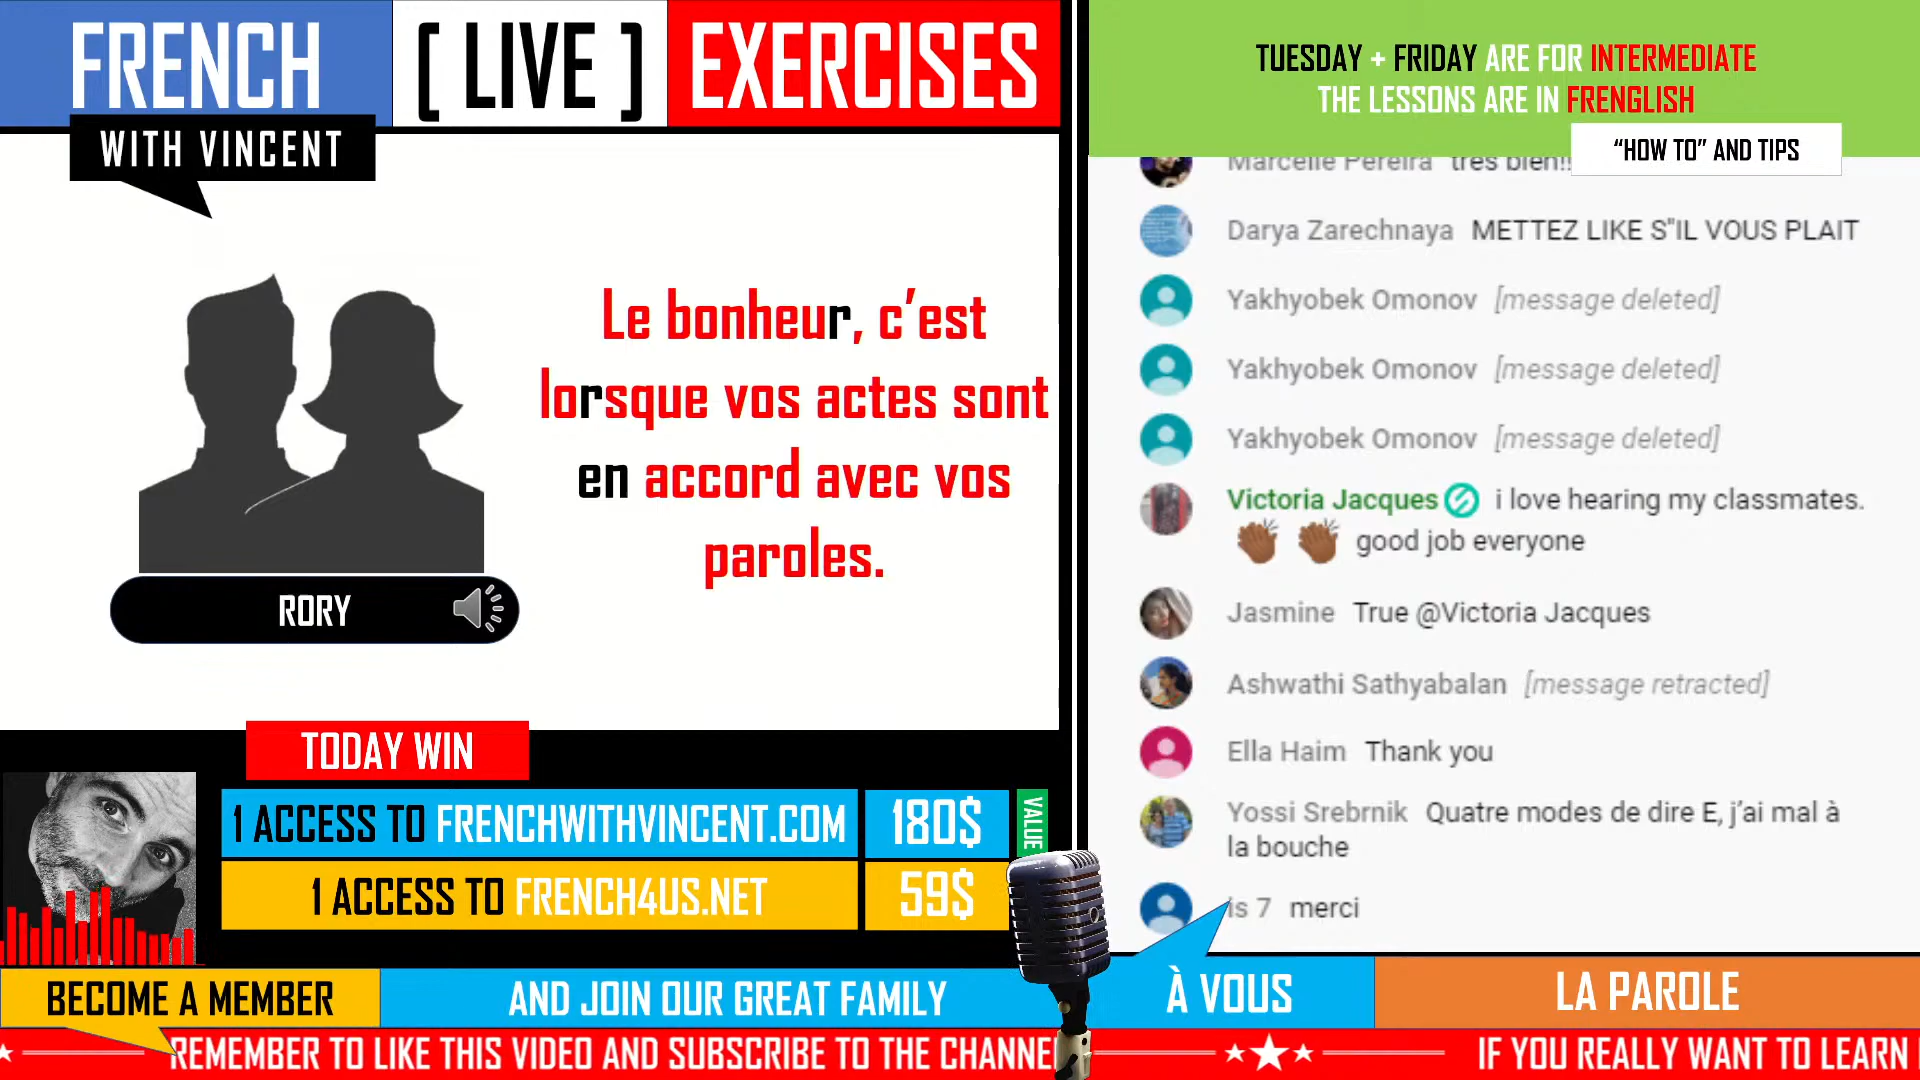 FRENCH
[ LIVE ]
EXERCISES
WITH VINCENT
Le bonheur, c’est
lorsque vos actes sont
en accord avec vos
paroles.
RORY
TODAY WIN
1 ACCESS TO FRENCHWITHVINCENT.COM
180$
VALUE
1 ACCESS TO FRENCH4US.NET
59$
TUESDAY + FRIDAY ARE FOR INTERMEDIATE
THE LESSONS ARE IN FRENGLISH
“HOW TO” AND TIPS
Marcelle Pereira très bien!!
Darya Zarechnaya METTEZ LIKE S"IL VOUS PLAIT
Yakhyobek Omonov [message deleted]
Yakhyobek Omonov [message deleted]
Yakhyobek Omonov [message deleted]
Victoria Jacques i love hearing my classmates.
good job everyone
Jasmine True @Victoria Jacques
Ashwathi Sathyabalan [message retracted]
Ella Haim Thank you
Yossi Srebrnik Quatre modes de dire E, j’ai mal à
la bouche
is 7 merci
BECOME A MEMBER
AND JOIN OUR GREAT FAMILY
À VOUS
LA PAROLE
REMEMBER TO LIKE THIS VIDEO AND SUBSCRIBE TO THE CHANNE
IF YOU REALLY WANT TO LEARN